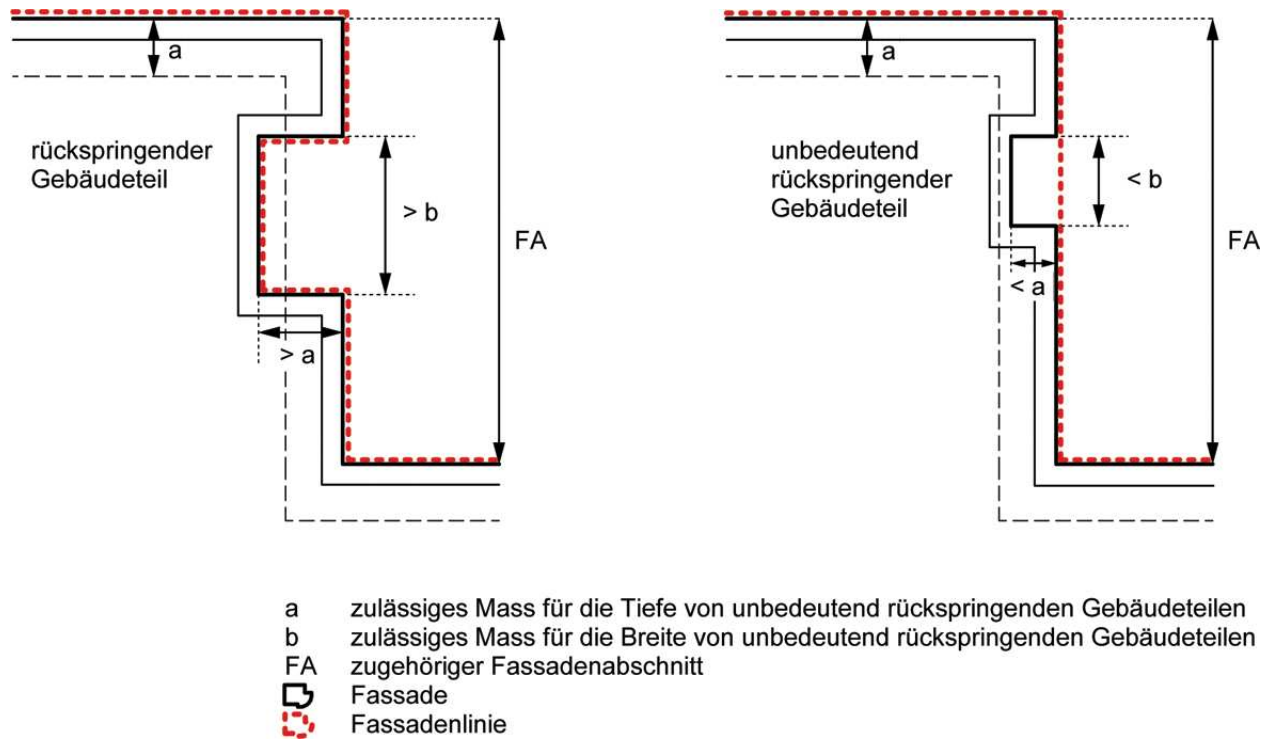 a
rückspringender
Gebäudeteil
> b
FA
> a
a
unbedeutend
rückspringender
Gebäudeteil
< b
FA
< a
a zulässiges Mass für die Tiefe von unbedeutend rückspringenden Gebäudeteilen
b zulässiges Mass für die Breite von unbedeutend rückspringenden Gebäudeteilen
FA zugehöriger Fassadenabschnitt
Fassade
Fassadenlinie